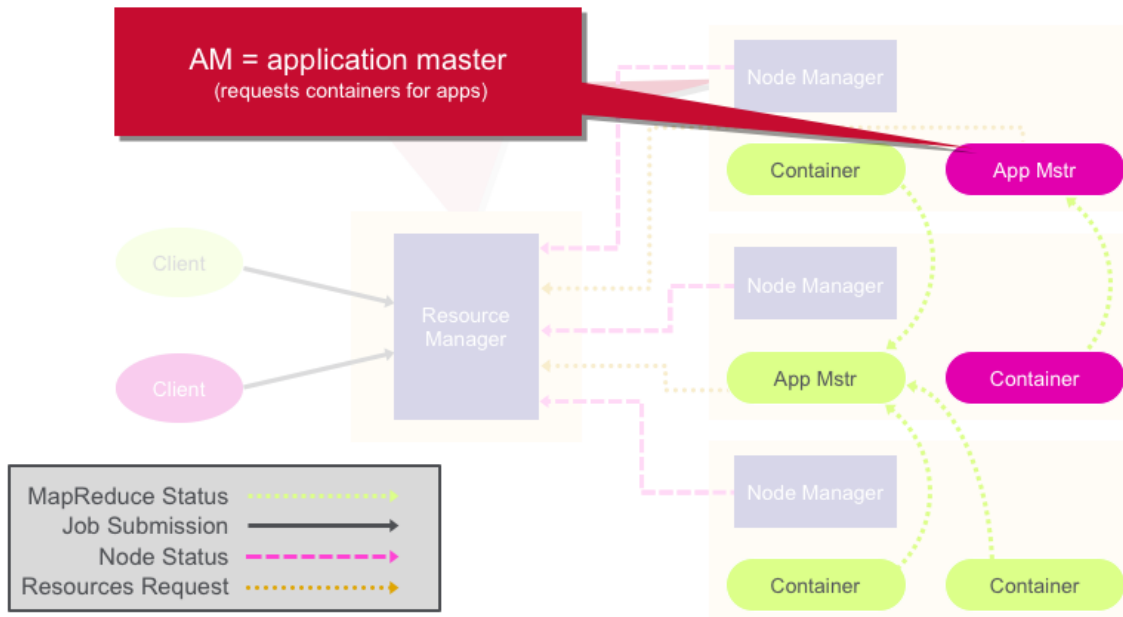 AM = application master
(requests containers for apps)
Node Manager
Container
App Mstr
Client
Resource
Manager
Node Manager
Client
App Mstr
Container
Node Manager
MapReduce Status
Job Submission
Node Status
Resources Request
Container
Container